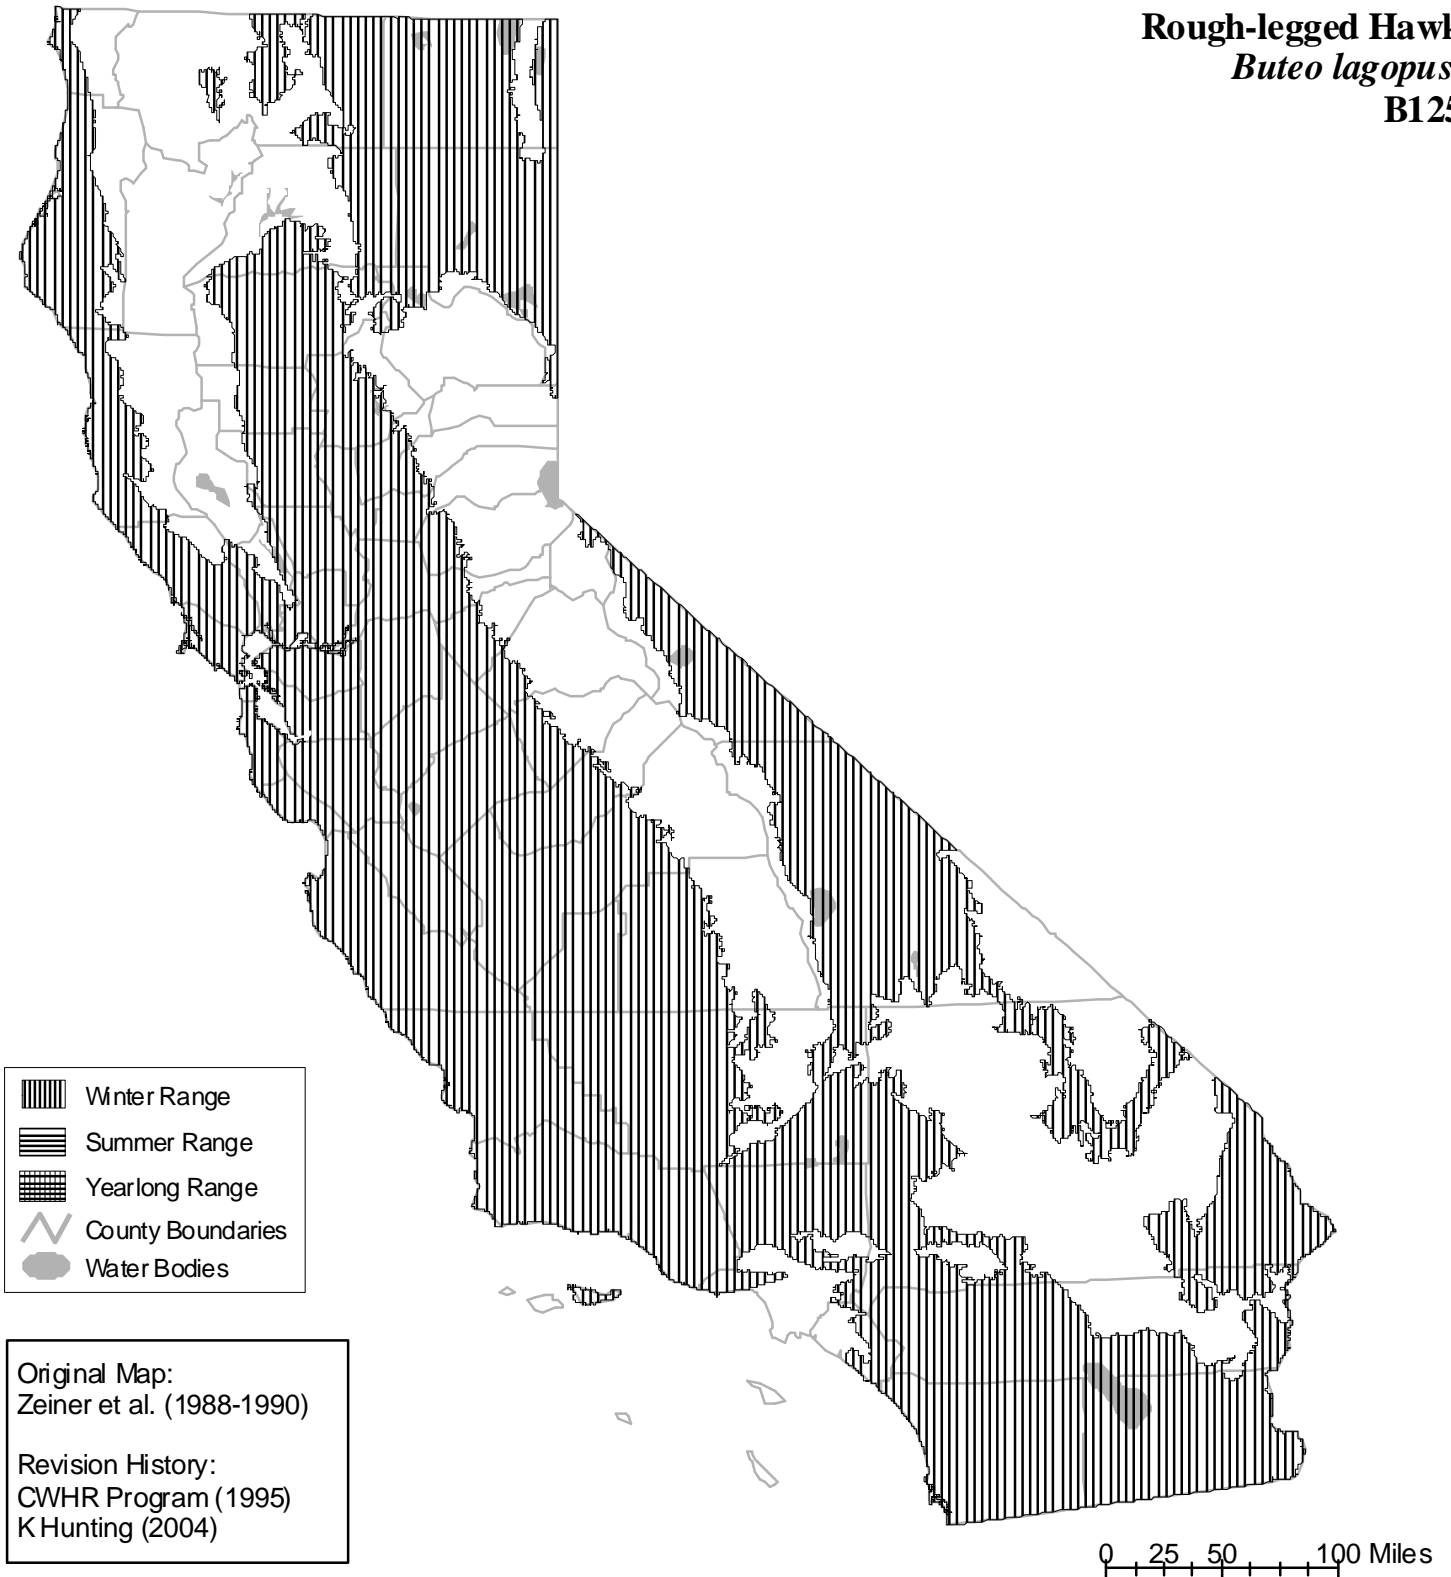 Rough-legged Hawk
Buteo lagopus
B125
Winter Range
Summer Range
Yearlong Range
County Boundaries
Water Bodies
Original Map:
Zeiner et al. (1988-1990)
Revision History:
CWHR Program (1995)
K Hunting (2004)
0 25 50 100 Miles